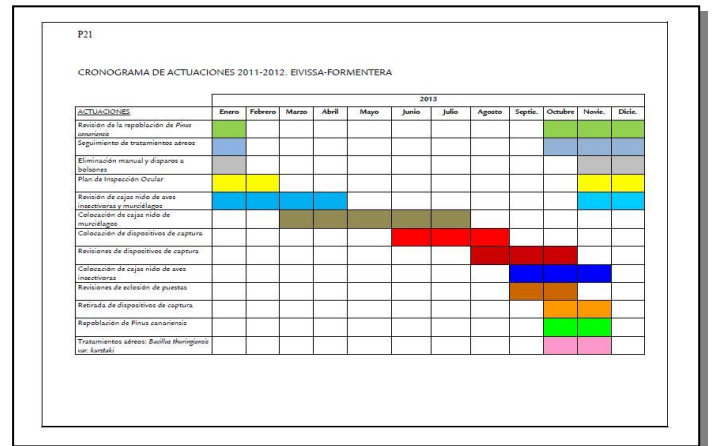 P21
CRONOGRAMA DE ACTUACIONES 2011-2012. EIVISSA-FORMENTERA
2013
ACTUACIONES Enero Febrero Marzo Abril Mayo Junio Julio Agosto Septie. Octubre Novie. Dicie.
Revisión de la repoblación de Pinus
canariensis
Seguimiento de tratamientos aéreos
Eliminación manual y disparos a
bolsones
Plan de Inspección Ocular
Revisión de cajas nido de aves
insectívoras y murciélagos
Colocación de cajas nido de
murciélagos
Colocación de dispositivos de captura
Revisiones de dispositivos de captura
Colocación de cajas nido de aves
insectívoras
Revisiones de eclosión de puestas
Retirada de dispositivos de captura
Repoblación de Pinus canariensis
Tratamientos aéreos: Bacillus thuringiensis
var. kurstaki